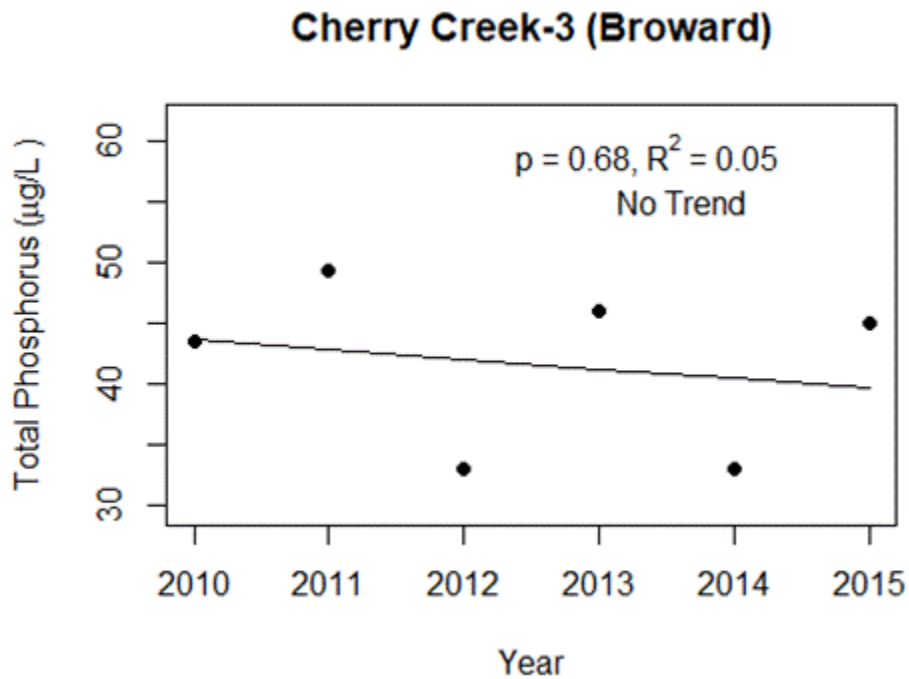 Cherry Creek-3 (Broward)
p = 0.68, R² = 0.05
No Trend
Total Phosphorus (µg/L )
60
50
40
30
2010 2011 2012 2013 2014 2015
Year